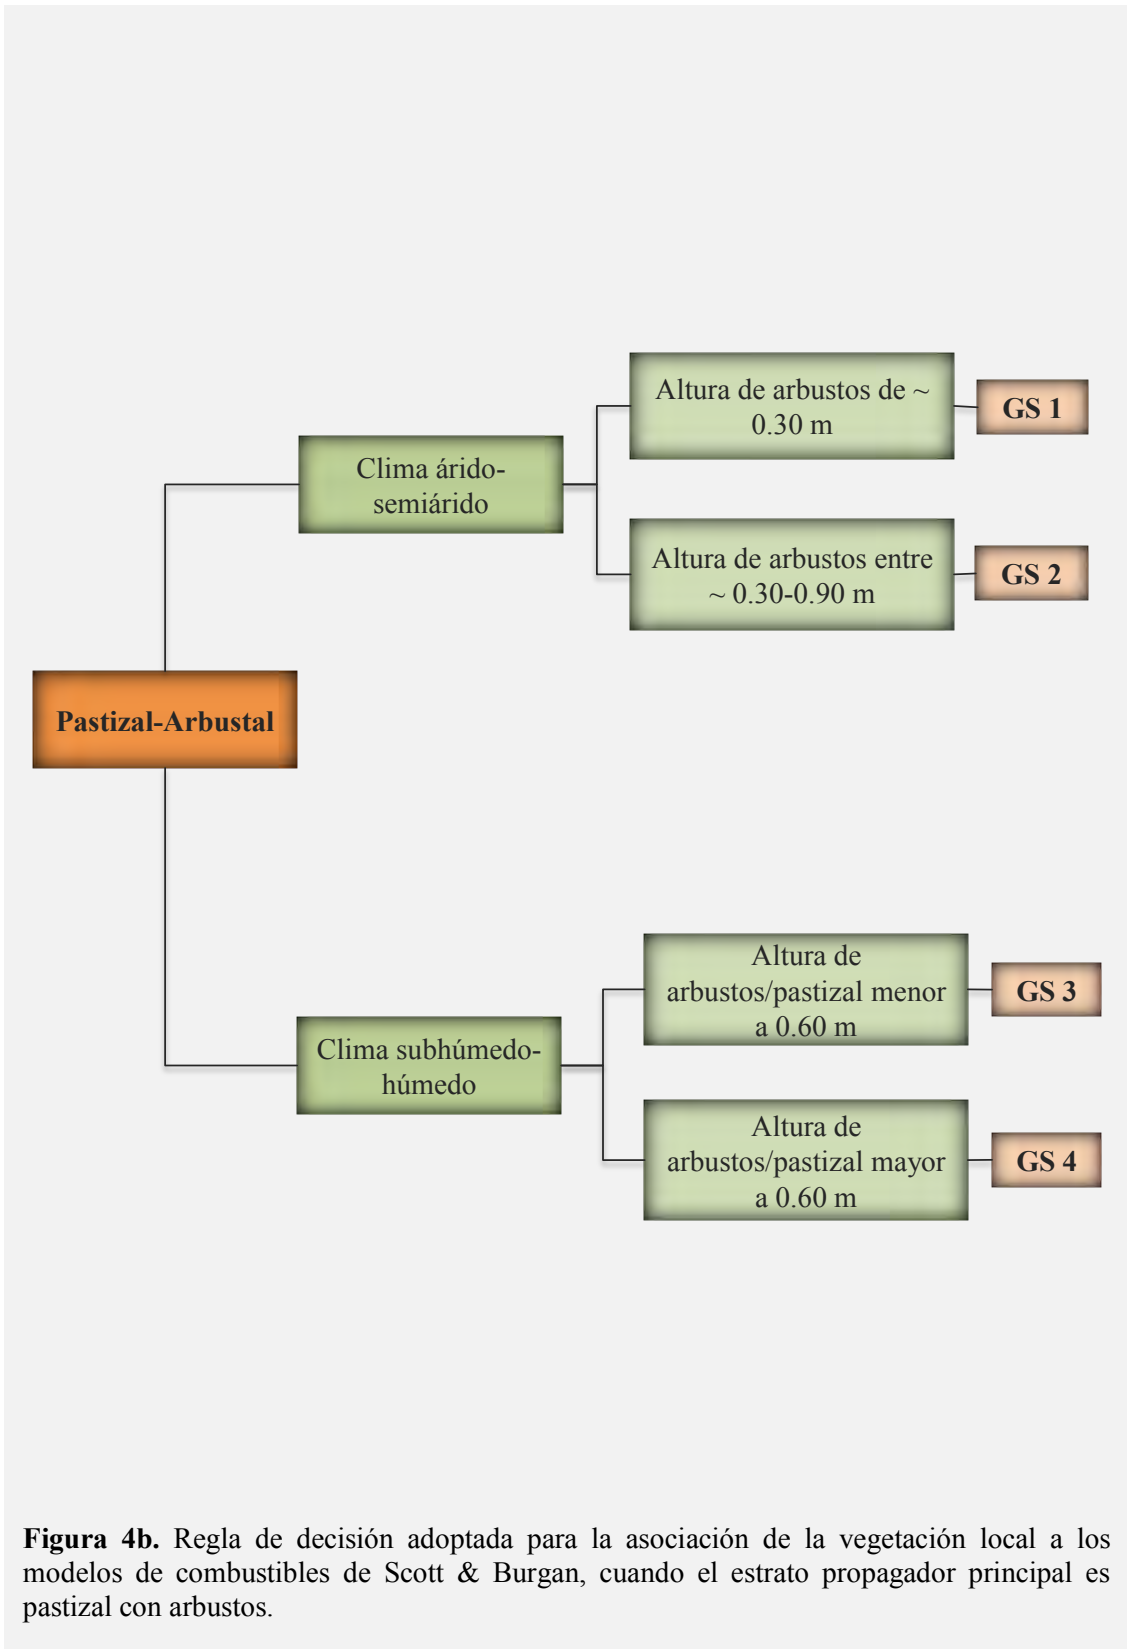 Altura de arbustos de ~
0.30 m
GS 1
Clima árido-
semiárido
Altura de arbustos entre
~ 0.30-0.90 m
GS 2
Pastizal-Arbustal
Altura de
arbustos/pastizal menor
a 0.60 m
GS 3
Clima subhúmedo-
húmedo
Altura de
arbustos/pastizal mayor
a 0.60 m
GS 4
Figura 4b. Regla de decisión adoptada para la asociación de la vegetación local a los
modelos de combustibles de Scott & Burgan, cuando el estrato propagador principal es
pastizal con arbustos.